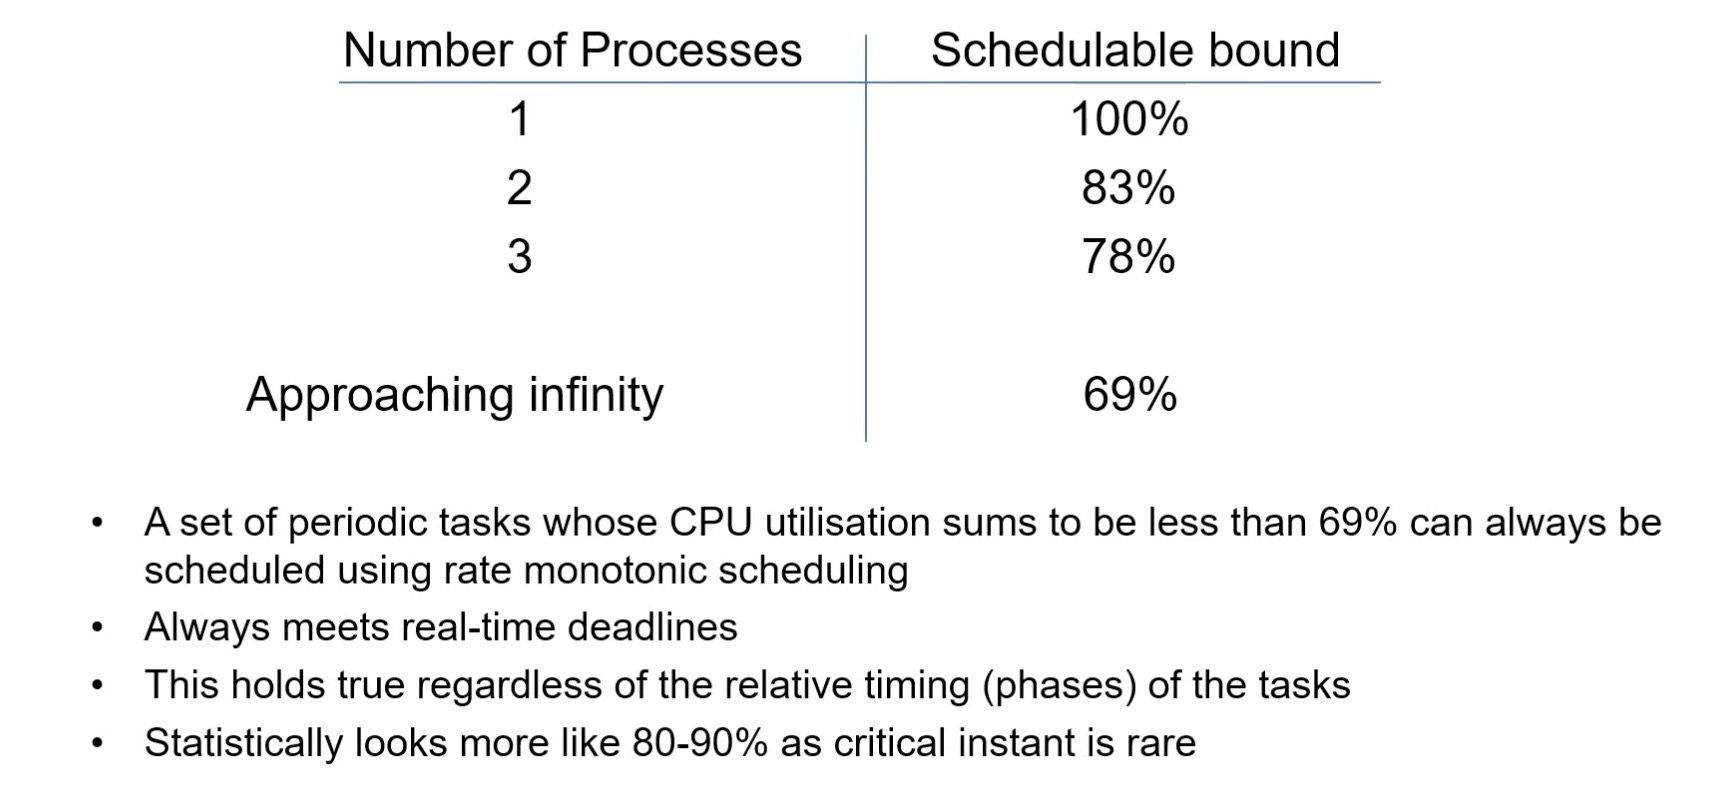 Number of Processes Schedulable bound
1 100%
2 83%
3 78%
Approaching infinity 69%
• A set of periodic tasks whose CPU utilisation sums to be less than 69% can always be
scheduled using rate monotonic scheduling
• Always meets real-time deadlines
• This holds true regardless of the relative timing (phases) of the tasks
• Statistically looks more like 80-90% as critical instant is rare